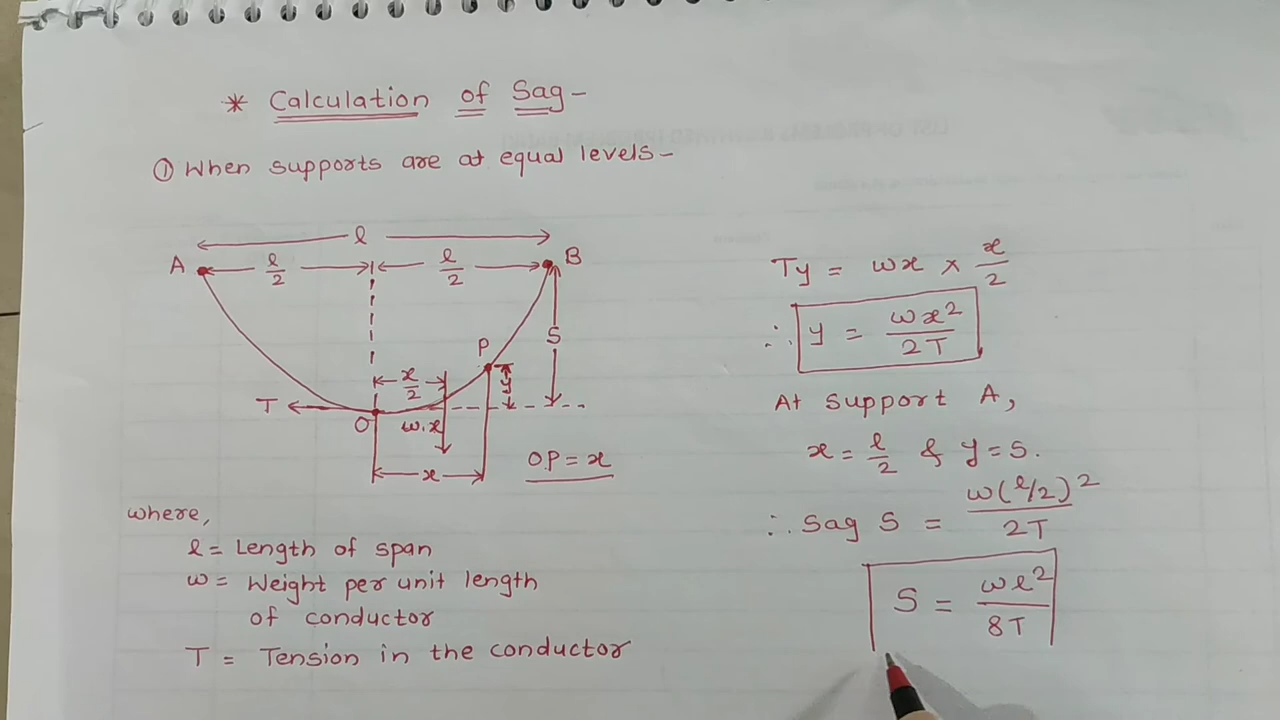 * Calculation of Sag-
① When supports are at equal levels-
l
A l/2 l/2 B
P S
x/2 y
T
O w.x
x OP = x
where,
l = Length of span
w = Weight per unit length
of conductor
T = Tension in the conductor
Ty = wx × x/2
∴ y = wx²/2T
At support A,
x = l/2 & y = S.
∴ Sag S = w(l/2)²/2T
S = wl²/8T